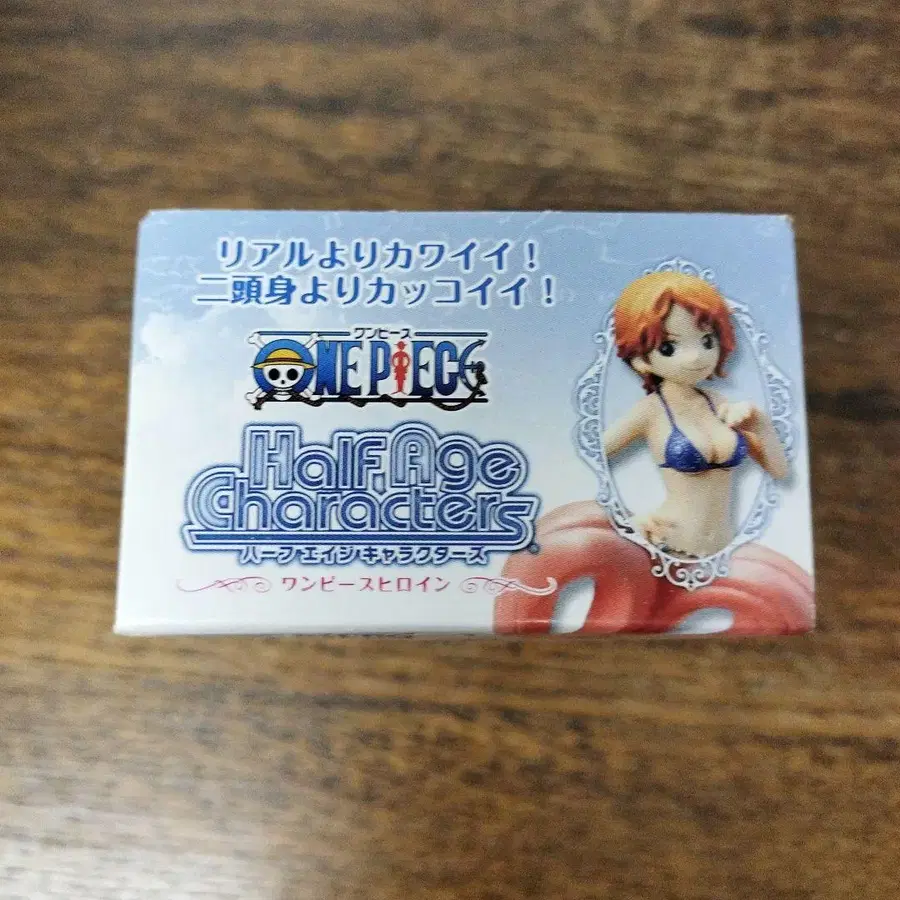 リアルよりカワイイ！
二頭身よりカッコイイ！
ワンピース
ONE PIECE
Half Age
Characters
ハーフ エイジ キャラクターズ
ワンピースヒロイン